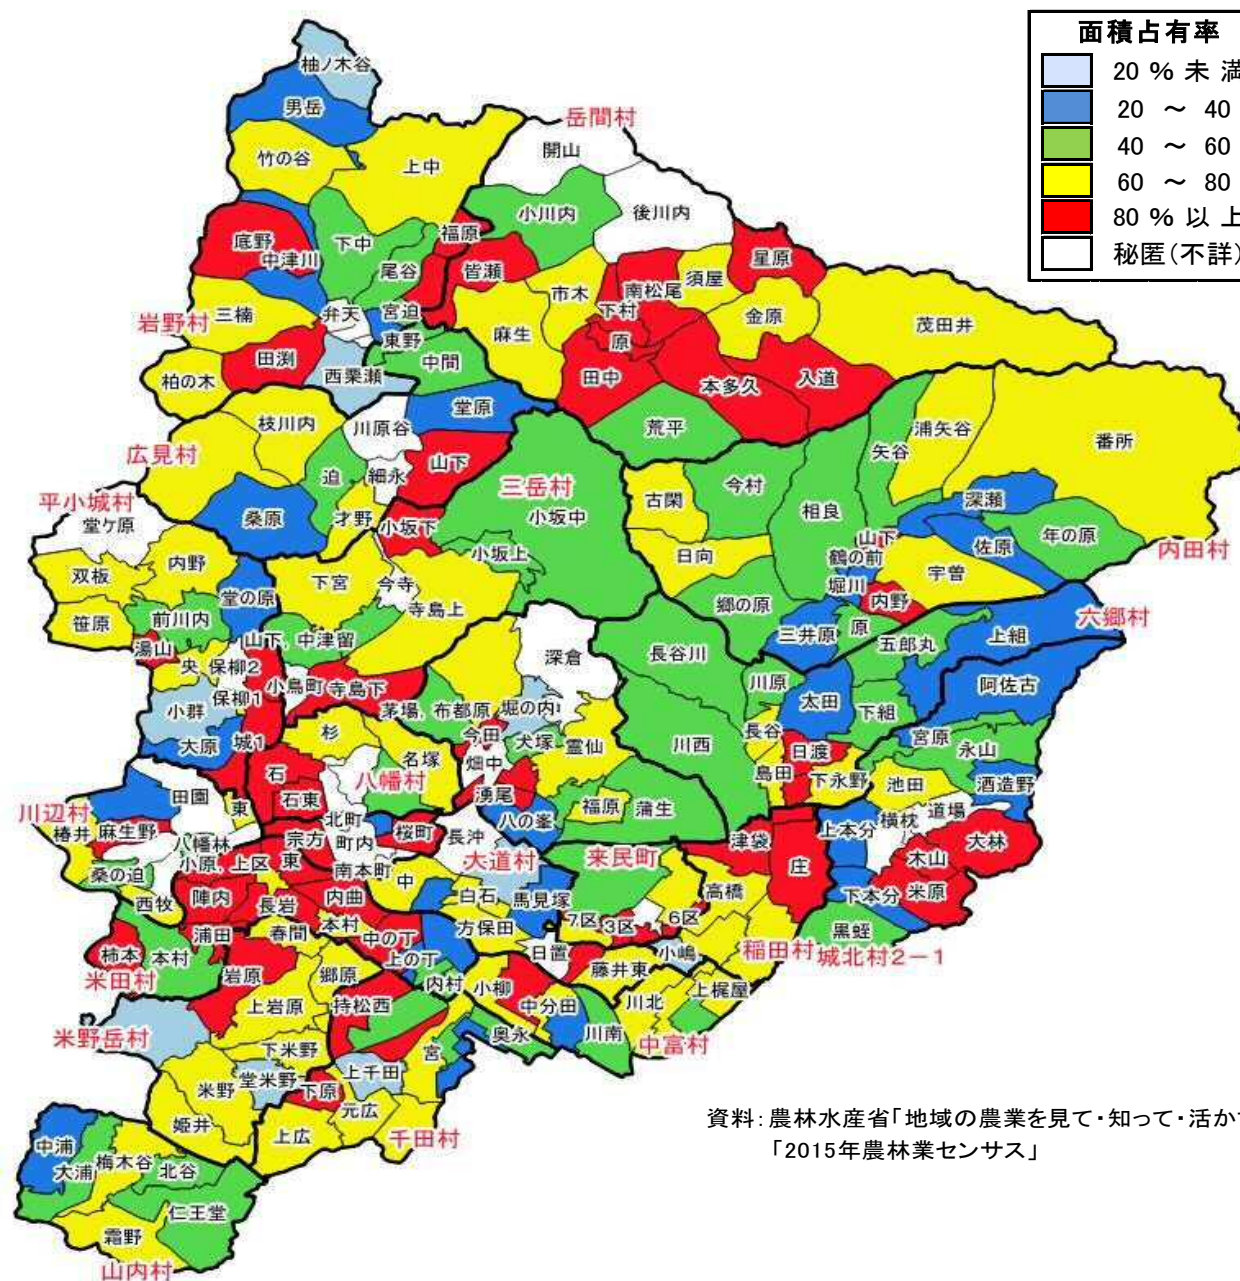 面積占有率
20 % 未 満
20 ～ 40
40 ～ 60
60 ～ 80
80 % 以 上
秘匿(不詳)
柚ノ木谷
男岳
岳間村
竹の谷
上中
開山
小川内
後川内
底野
中津川
下中
福原
尾谷
皆瀬
星原
市木
南松尾
須屋
下村
金原
三楠
弁天
宮迫
岩野村
東野
麻生
原
茂田井
田渕
中間
西栗瀬
柏の木
田中
本多久
入道
堂原
枝川内
川原谷
荒平
矢谷
浦矢谷
番所
広見村
迫
細永
山下
三岳村
今村
平小城村
堂ケ原
桑原
才野
小坂下
小坂中
古閑
相良
深瀬
小坂上
山下
佐原
年の原
内田村
双板
内野
下宮
今寺
日向
鶴の前
宇曽
堂の原
寺島上
堀川
笹原
前川内
郷の原
内野
六郷村
湯山
山下, 中津留
三井原
原
五郎丸
上組
央
保柳2
深倉
長谷川
保柳1
小鳥町
寺島下
川原
阿佐古
小群
茅場, 布都原
堀の内
太田
下組
大原
城1
杉
今田
犬塚
霊仙
川西
長谷
宮原
永山
名塚
畑中
日渡
石
八幡村
島田
下永野
池田
酒造野
田園
石東
湧尾
福原
蒲生
川辺村
東
北町
八の峯
道場
椿井
麻生野
八幡林
宗方
町内
桜町
長沖
上本分
横枕
大林
小原, 上区
東
南本町
大道村
来民町
津袋
木山
桑の迫
中
庄
陣内
内曲
白石
馬見塚
高橋
下本分
米原
西牧
長岩
7区
3区
6区
春間
本村
方保田
黒蛭
浦田
中の丁
柿本
本村
日置
小嶋
稲田村
城北村2－1
米田村
岩原
郷原
上の丁
藤井東
内村
小柳
上梶屋
上岩原
持松西
中分田
川北
米野岳村
奥永
川南
中富村
下米野
宮
米野
堂米野
上千田
下原
元広
姫井
上広
千田村
資料：農林水産省「地域の農業を見て・知って・活かす
「2015年農林業センサス」
中浦
大浦
梅木谷
北谷
仁王堂
霜野
山内村